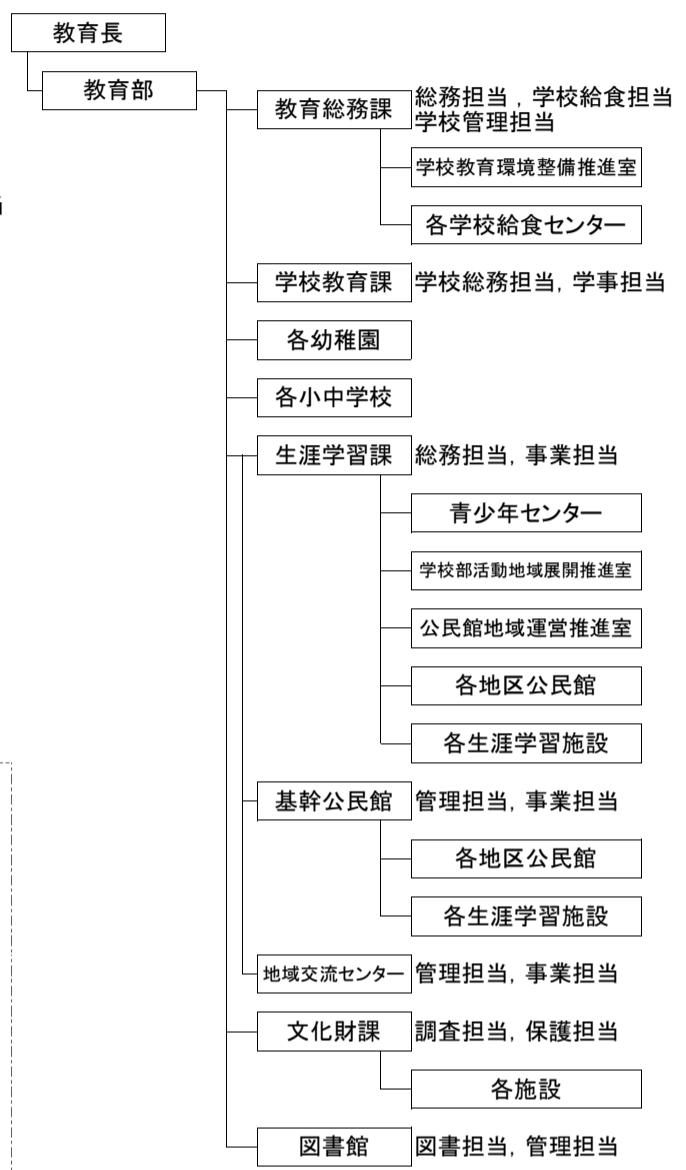 教育長
教育部
教育総務課
総務担当，学校給食担当
学校管理担当
学校教育環境整備推進室
各学校給食センター
学校教育課 学校総務担当，学事担当
各幼稚園
各小中学校
生涯学習課 総務担当，事業担当
青少年センター
学校部活動地域展開推進室
公民館地域運営推進室
各地区公民館
各生涯学習施設
基幹公民館 管理担当，事業担当
各地区公民館
各生涯学習施設
地域交流センター 管理担当，事業担当
文化財課 調査担当，保護担当
各施設
図書館 図書担当，管理担当